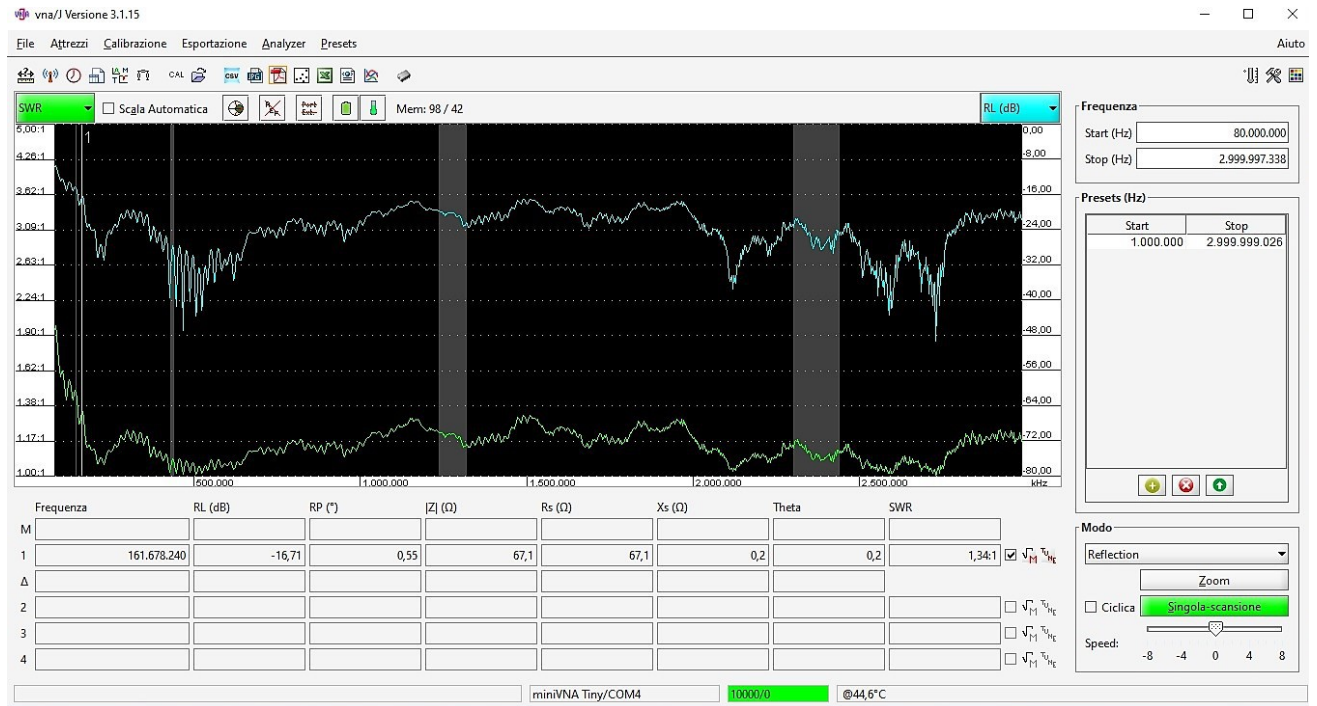 vna/J Versione 3.1.15
File Attrezzi Calibrazione Esportazione Analyzer Presets Aiuto
CAL CSV
SWR Scala Automatica Port Ext. Mem: 98 / 42 RL (dB)
5,00:1 1 0,00
4.26:1 -8,00
3.62:1 -16,00
3.09:1 -24,00
2.63:1 -32,00
2.24:1 -40,00
1.90:1 -48,00
1.62:1 -56,00
1.38:1 -64,00
1.17:1 -72,00
1.00:1 -80,00
500.000 1.000.000 1.500.000 2.000.000 2.500.000 kHz
Frequenza
Start (Hz) 80.000.000
Stop (Hz) 2.999.997.338
Presets (Hz)
Start Stop
1.000.000 2.999.999.026
Frequenza RL (dB) RP (°) |Z| (Ω) Rs (Ω) Xs (Ω) Theta SWR
M
1 161.678.240 -16,71 0,55 67,1 67,1 0,2 0,2 1,34:1 M TUNE
Δ
2 M TUNE
3 M TUNE
4 M TUNE
Modo
Reflection
Zoom
Ciclica Singola-scansione
Speed:
-8 -4 0 4 8
miniVNA Tiny/COM4 10000/0 @44,6°C